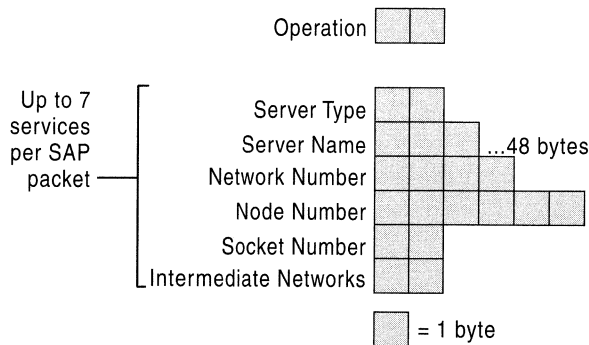 Operation
Up to 7
services
per SAP
packet
Server Type
Server Name
...48 bytes
Network Number
Node Number
Socket Number
Intermediate Networks
= 1 byte